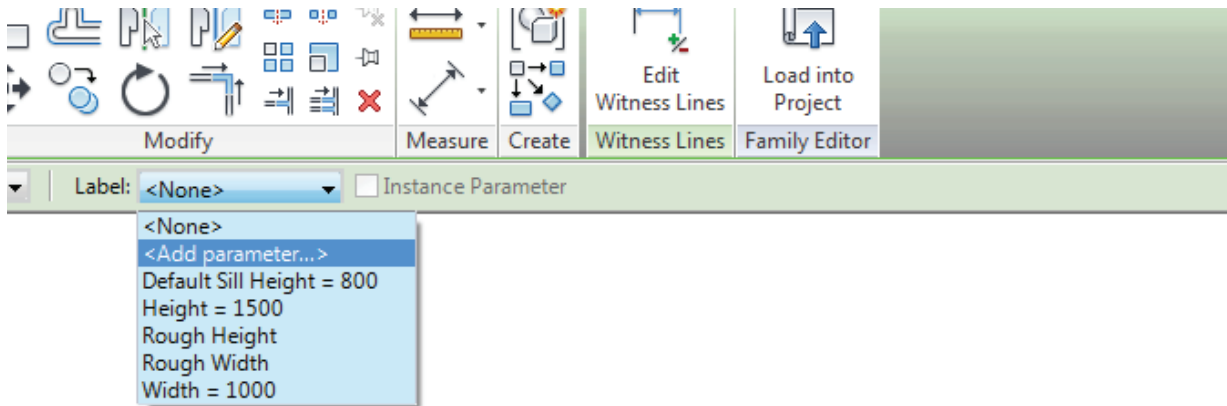 Edit
Witness Lines
Load into
Project
Modify
Measure
Create
Witness Lines
Family Editor
Label: <None>
Instance Parameter
<None>
<Add parameter...>
Default Sill Height = 800
Height = 1500
Rough Height
Rough Width
Width = 1000